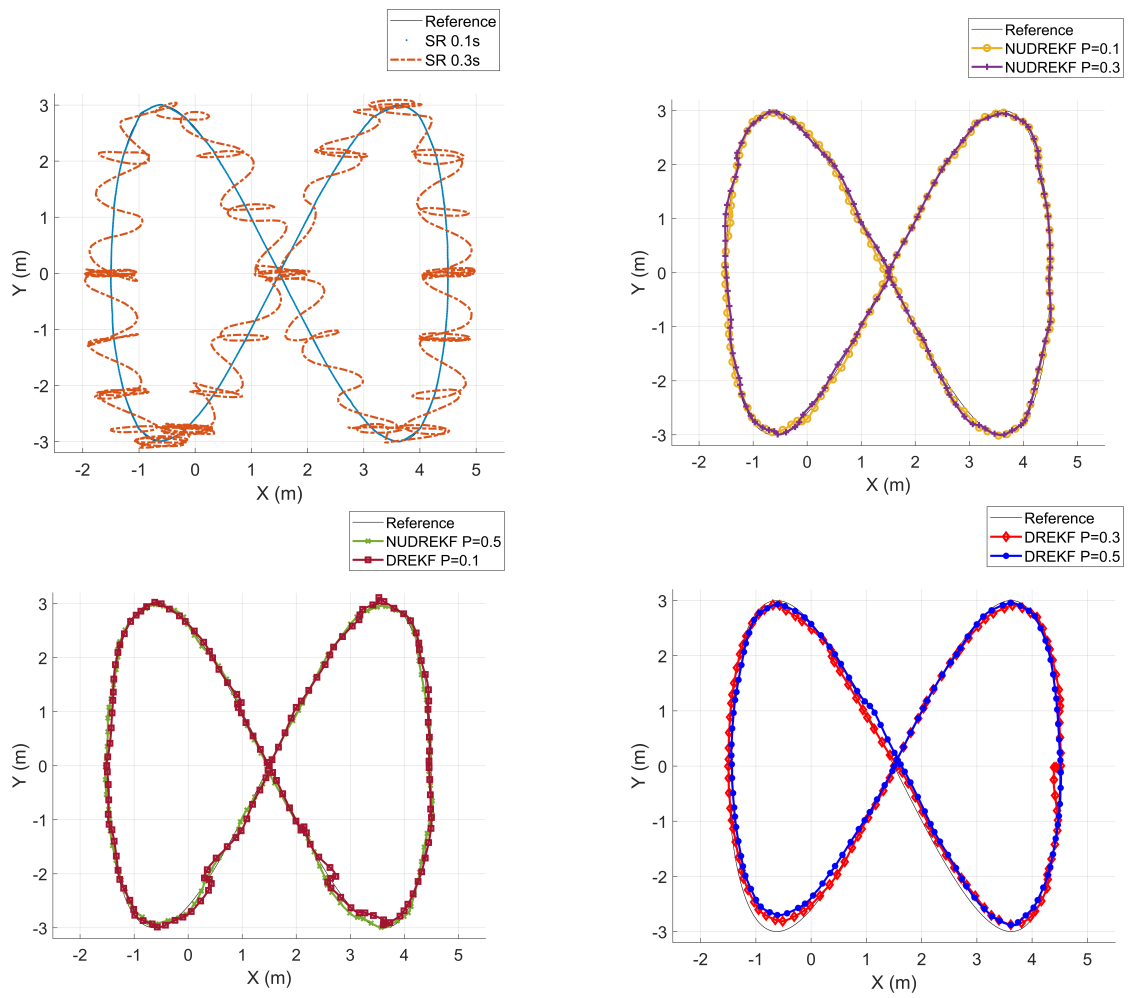 Reference
SR 0.1s
SR 0.3s
3
2
1
0
-1
-2
-3
Y (m)
-2 -1 0 1 2 3 4 5
X (m)
Reference
NUDREKF P=0.1
NUDREKF P=0.3
3
2
1
0
-1
-2
-3
Y (m)
-2 -1 0 1 2 3 4 5
X (m)
Reference
NUDREKF P=0.5
DREKF P=0.1
3
2
1
0
-1
-2
-3
Y (m)
-2 -1 0 1 2 3 4 5
X (m)
Reference
DREKF P=0.3
DREKF P=0.5
3
2
1
0
-1
-2
-3
Y (m)
-2 -1 0 1 2 3 4 5
X (m)